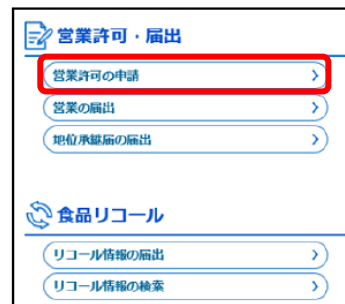 営業許可・届出
営業許可の申請
営業の届出
地位承継届の届出
食品リコール
リコール情報の届出
リコール情報の検索